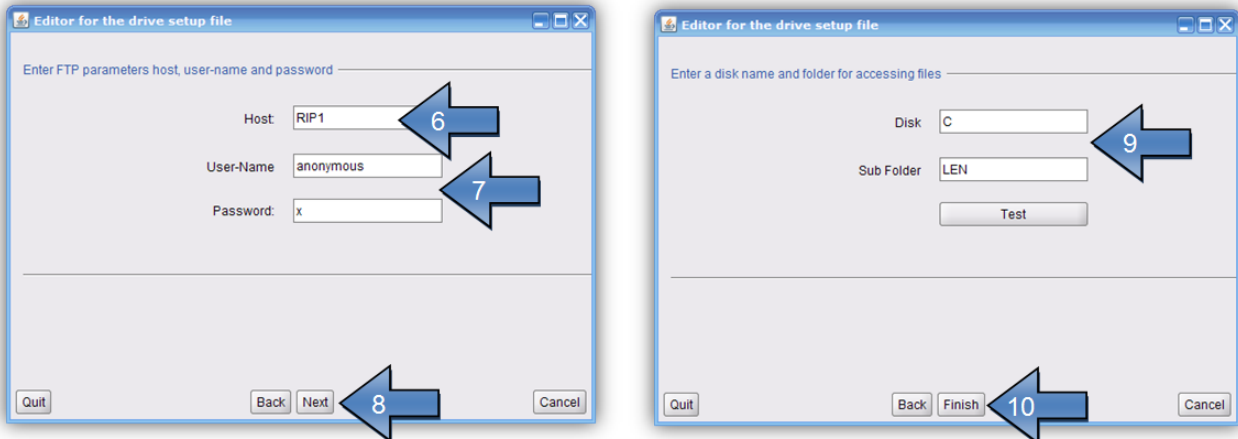 Editor for the drive setup file
Enter FTP parameters host, user-name and password
Host: RIP1
6
User-Name anonymous
7
Password: x
Quit Back Next Cancel
8
Editor for the drive setup file
Enter a disk name and folder for accessing files
Disk C
9
Sub Folder LEN
Test
Quit Back Finish Cancel
10